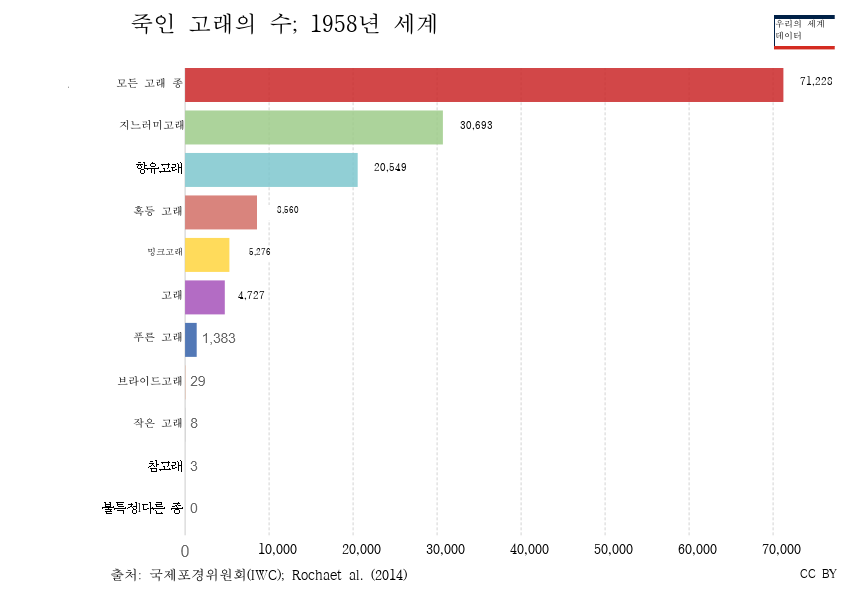 죽인 고래의 수; 1958년 세계
우리의 세계
데이터
모든 고래 종 71,228
지느러미고래 30,693
향유고래 20,549
혹등 고래 8,560
밍크고래 5,276
고래 4,727
푸른 고래 1,383
브라이드고래 29
작은 고래 8
참고래 3
불특정/다른 종 0
0 10,000 20,000 30,000 40,000 50,000 60,000 70,000
출처: 국제포경위원회(IWC); Rochaet al. (2014)
CC BY